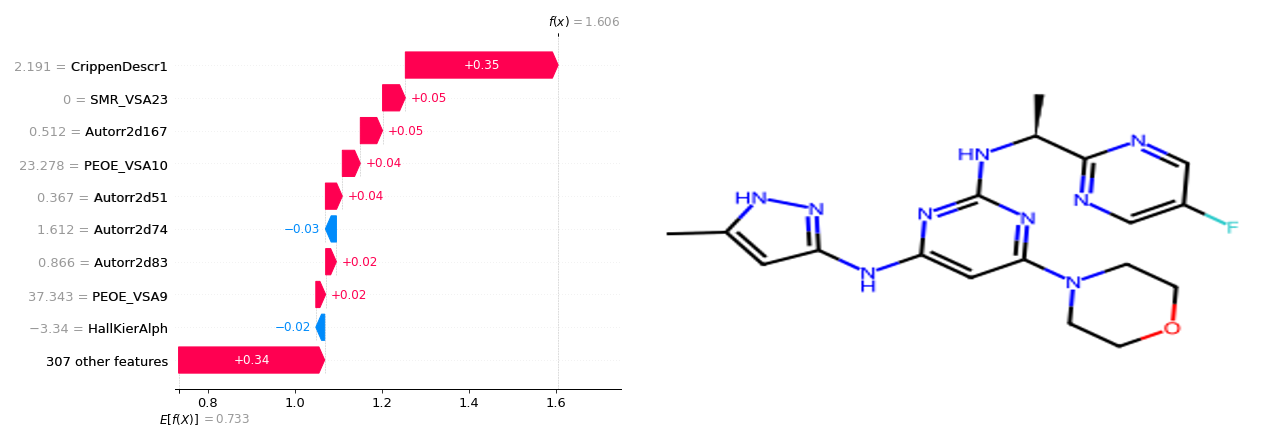 f(x) = 1.606
2.191 = CrippenDescr1
+0.35
0 = SMR_VSA23
+0.05
0.512 = Autorr2d167
+0.05
23.278 = PEOE_VSA10
+0.04
0.367 = Autorr2d51
+0.04
1.612 = Autorr2d74
−0.03
0.866 = Autorr2d83
+0.02
37.343 = PEOE_VSA9
+0.02
−3.34 = HallKierAlph
−0.02
307 other features
+0.34
0.8 1.0 1.2 1.4 1.6
E[f(X)] = 0.733
N
HN
N
F
N
HN
N
N
N
N
H
N
O